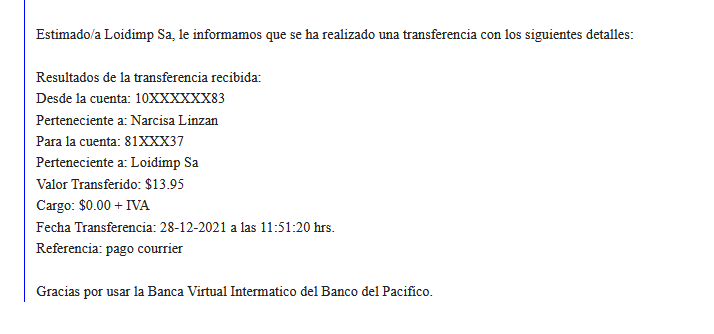 Estimado/a Loidimp Sa, le informamos que se ha realizado una transferencia con los siguientes detalles:
Resultados de la transferencia recibida:
Desde la cuenta: 10XXXXXX83
Perteneciente a: Narcisa Linzan
Para la cuenta: 81XXX37
Perteneciente a: Loidimp Sa
Valor Transferido: $13.95
Cargo: $0.00 + IVA
Fecha Transferencia: 28-12-2021 a las 11:51:20 hrs.
Referencia: pago courrier
Gracias por usar la Banca Virtual Intermatico del Banco del Pacifico.